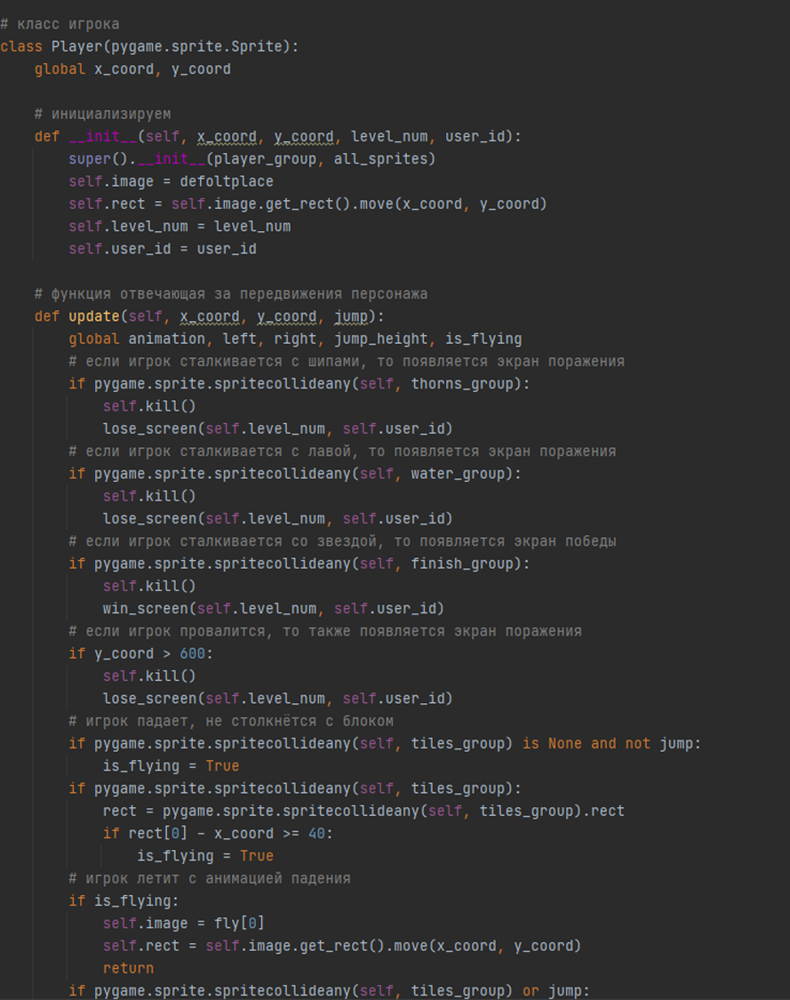 # класс игрока
class Player(pygame.sprite.Sprite):
    global x_coord, y_coord

    # инициализируем
    def __init__(self, x_coord, y_coord, level_num, user_id):
        super().__init__(player_group, all_sprites)
        self.image = defoltplace
        self.rect = self.image.get_rect().move(x_coord, y_coord)
        self.level_num = level_num
        self.user_id = user_id

    # функция отвечающая за передвижения персонажа
    def update(self, x_coord, y_coord, jump):
        global animation, left, right, jump_height, is_flying
        # если игрок сталкивается с шипами, то появляется экран поражения
        if pygame.sprite.spritecollideany(self, thorns_group):
            self.kill()
            lose_screen(self.level_num, self.user_id)
        # если игрок сталкивается с лавой, то появляется экран поражения
        if pygame.sprite.spritecollideany(self, water_group):
            self.kill()
            lose_screen(self.level_num, self.user_id)
        # если игрок сталкивается со звездой, то появляется экран победы
        if pygame.sprite.spritecollideany(self, finish_group):
            self.kill()
            win_screen(self.level_num, self.user_id)
        # если игрок провалится, то также появляется экран поражения
        if y_coord > 600:
            self.kill()
            lose_screen(self.level_num, self.user_id)
        # игрок падает, не столкнётся с блоком
        if pygame.sprite.spritecollideany(self, tiles_group) is None and not jump:
            is_flying = True
        if pygame.sprite.spritecollideany(self, tiles_group):
            rect = pygame.sprite.spritecollideany(self, tiles_group).rect
            if rect[0] - x_coord >= 40:
                is_flying = True
        # игрок летит с анимацией падения
        if is_flying:
            self.image = fly[0]
            self.rect = self.image.get_rect().move(x_coord, y_coord)
            return
        if pygame.sprite.spritecollideany(self, tiles_group) or jump: